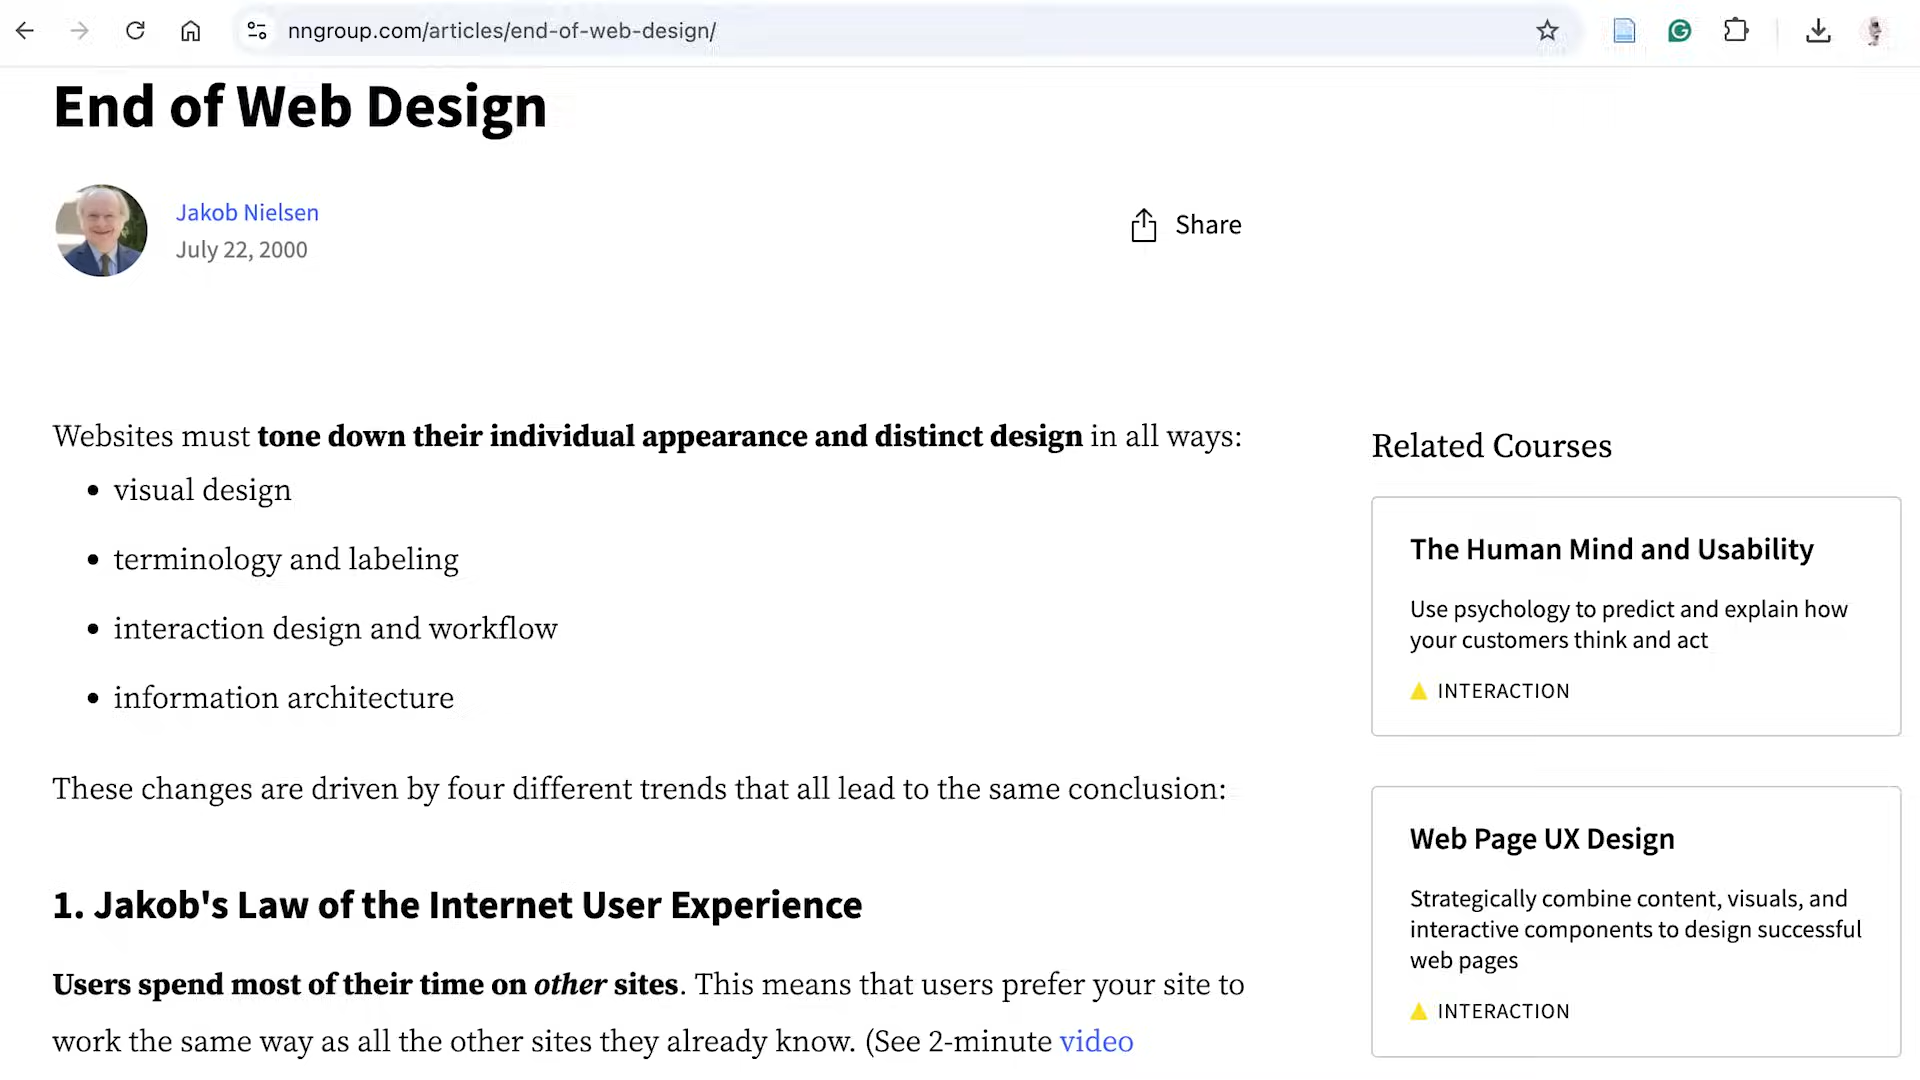 nngroup.com/articles/end-of-web-design/
End of Web Design
Jakob Nielsen
July 22, 2000
Share
Websites must tone down their individual appearance and distinct design in all ways:
• visual design
• terminology and labeling
• interaction design and workflow
• information architecture
These changes are driven by four different trends that all lead to the same conclusion:
1. Jakob's Law of the Internet User Experience
Users spend most of their time on other sites. This means that users prefer your site to
work the same way as all the other sites they already know. (See 2-minute video
Related Courses
The Human Mind and Usability
Use psychology to predict and explain how
your customers think and act
INTERACTION
Web Page UX Design
Strategically combine content, visuals, and
interactive components to design successful
web pages
INTERACTION